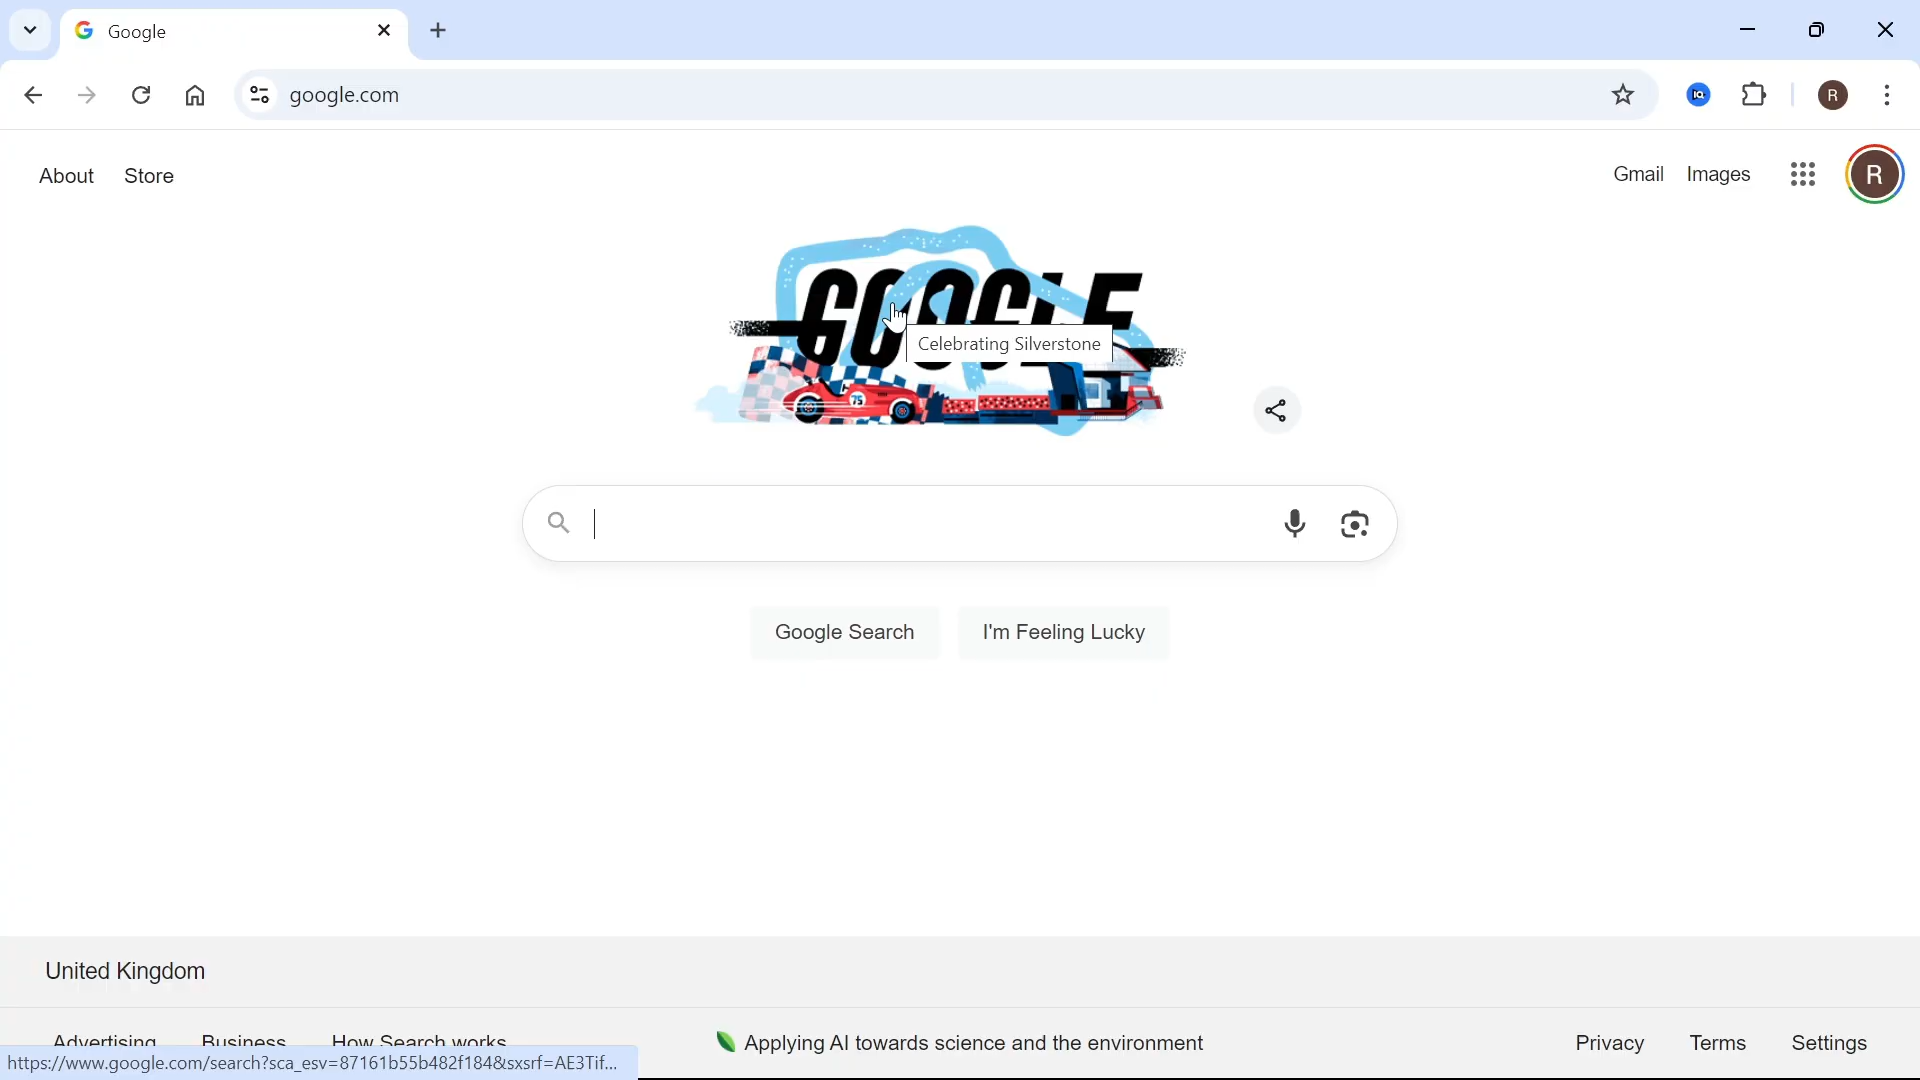 Google
google.com
R
About Store
Gmail Images
R
GOOGLE
Celebrating Silverstone
75
Google Search I'm Feeling Lucky
United Kingdom
Advertising Business How Search works
Applying AI towards science and the environment
Privacy Terms Settings
https://www.google.com/search?sca_esv=87161b55b482f184&sxsrf=AE3Tif...